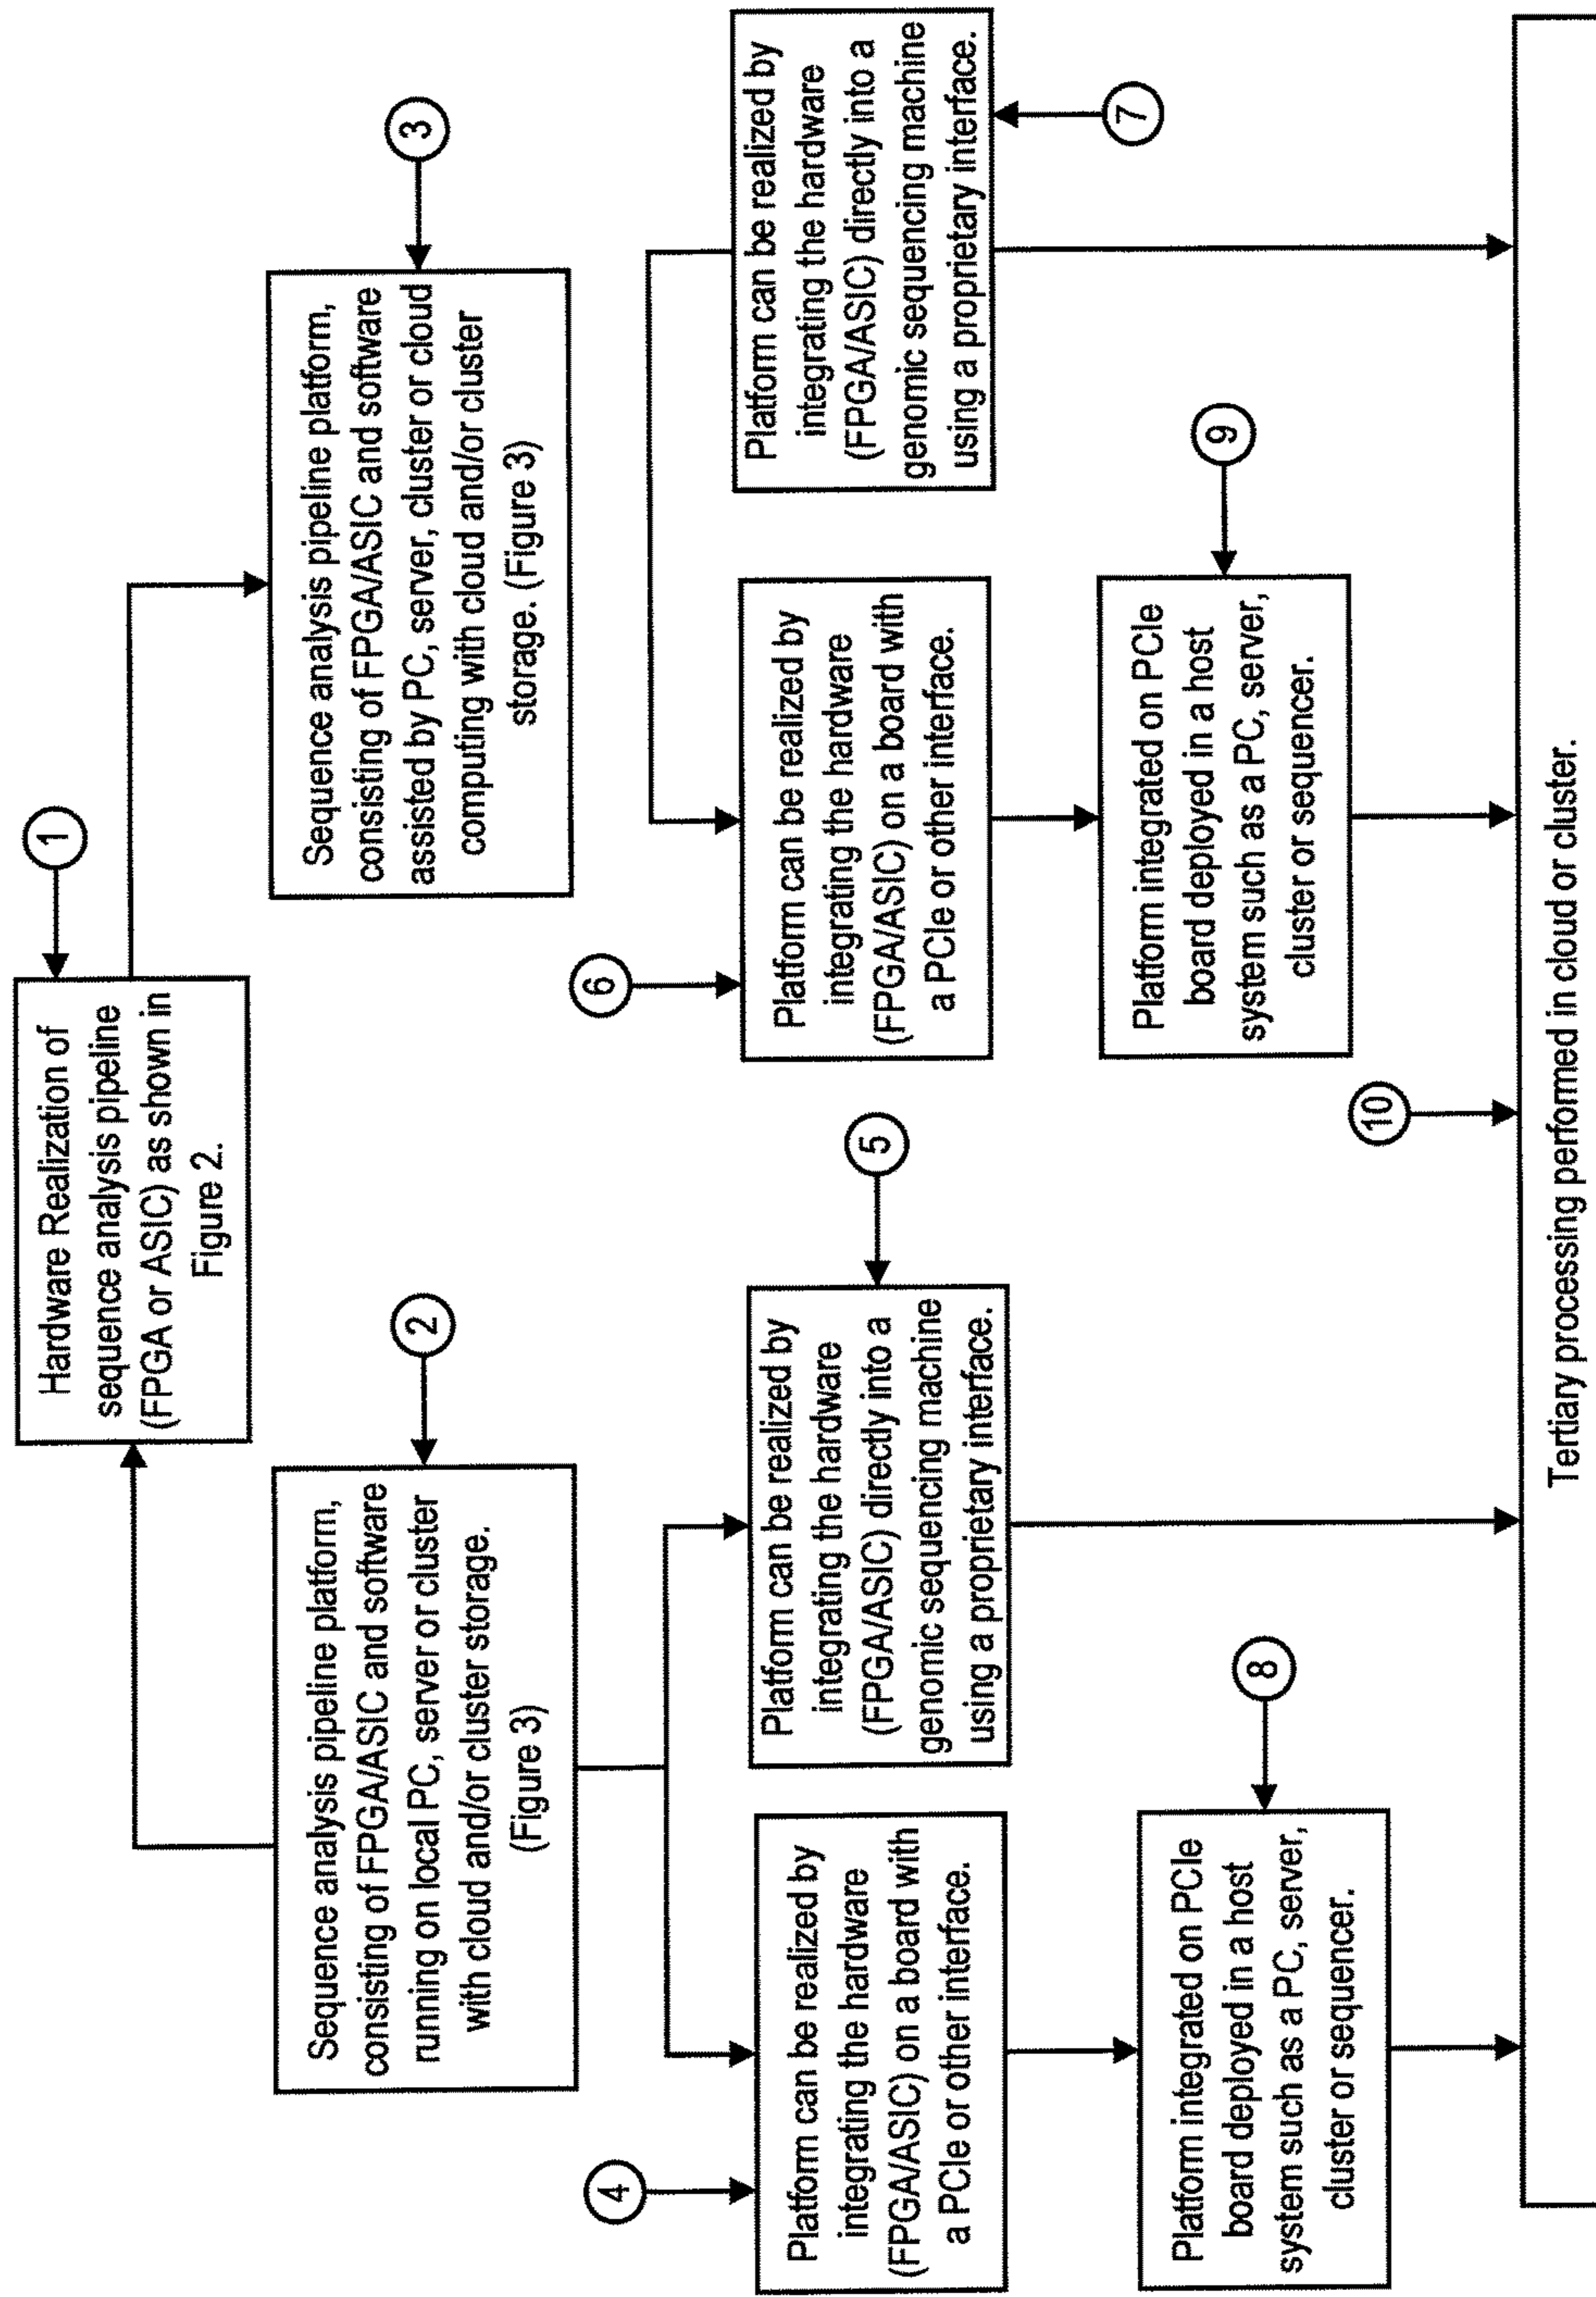 1
Hardware Realization of
sequence analysis pipeline
(FPGA or ASIC) as shown in
Figure 2.
2
Sequence analysis pipeline platform,
consisting of FPGA/ASIC and software
running on local PC, server or cluster
with cloud and/or cluster storage.
(Figure 3)
3
Sequence analysis pipeline platform,
consisting of FPGA/ASIC and software
assisted by PC, server, cluster or cloud
computing with cloud and/or cluster
storage. (Figure 3)
4
Platform can be realized by
integrating the hardware
(FPGA/ASIC) on a board with
a PCIe or other interface.
5
Platform can be realized by
integrating the hardware
(FPGA/ASIC) directly into a
genomic sequencing machine
using a proprietary interface.
6
Platform can be realized by
integrating the hardware
(FPGA/ASIC) on a board with
a PCIe or other interface.
7
Platform can be realized by
integrating the hardware
(FPGA/ASIC) directly into a
genomic sequencing machine
using a proprietary interface.
8
Platform integrated on PCIe
board deployed in a host
system such as a PC, server,
cluster or sequencer.
9
Platform integrated on PCIe
board deployed in a host
system such as a PC, server,
cluster or sequencer.
10
Tertiary processing performed in cloud or cluster.